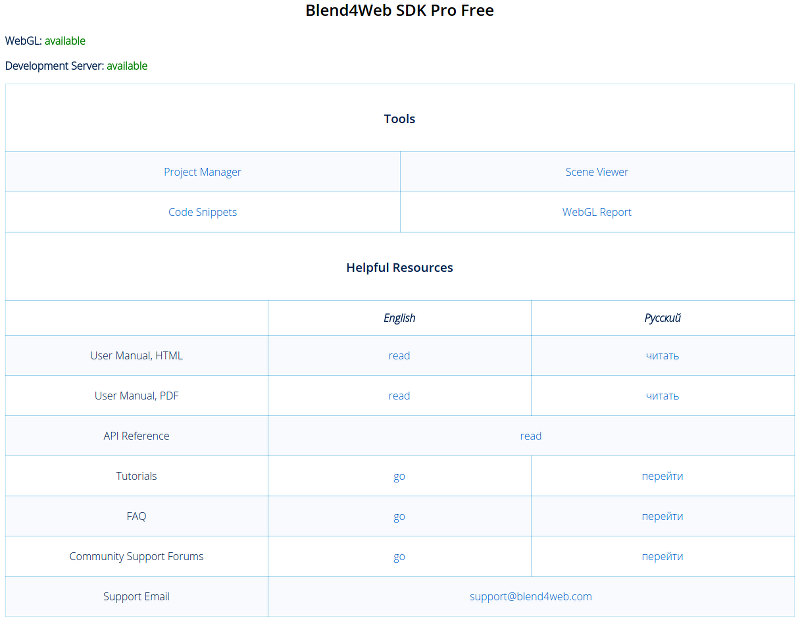 Blend4Web SDK Pro Free
WebGL: available
Development Server: available
Tools
Project Manager Scene Viewer
Code Snippets WebGL Report
Helpful Resources
English Русский
User Manual, HTML read читать
User Manual, PDF read читать
API Reference read
Tutorials go перейти
FAQ go перейти
Community Support Forums go перейти
Support Email support@blend4web.com